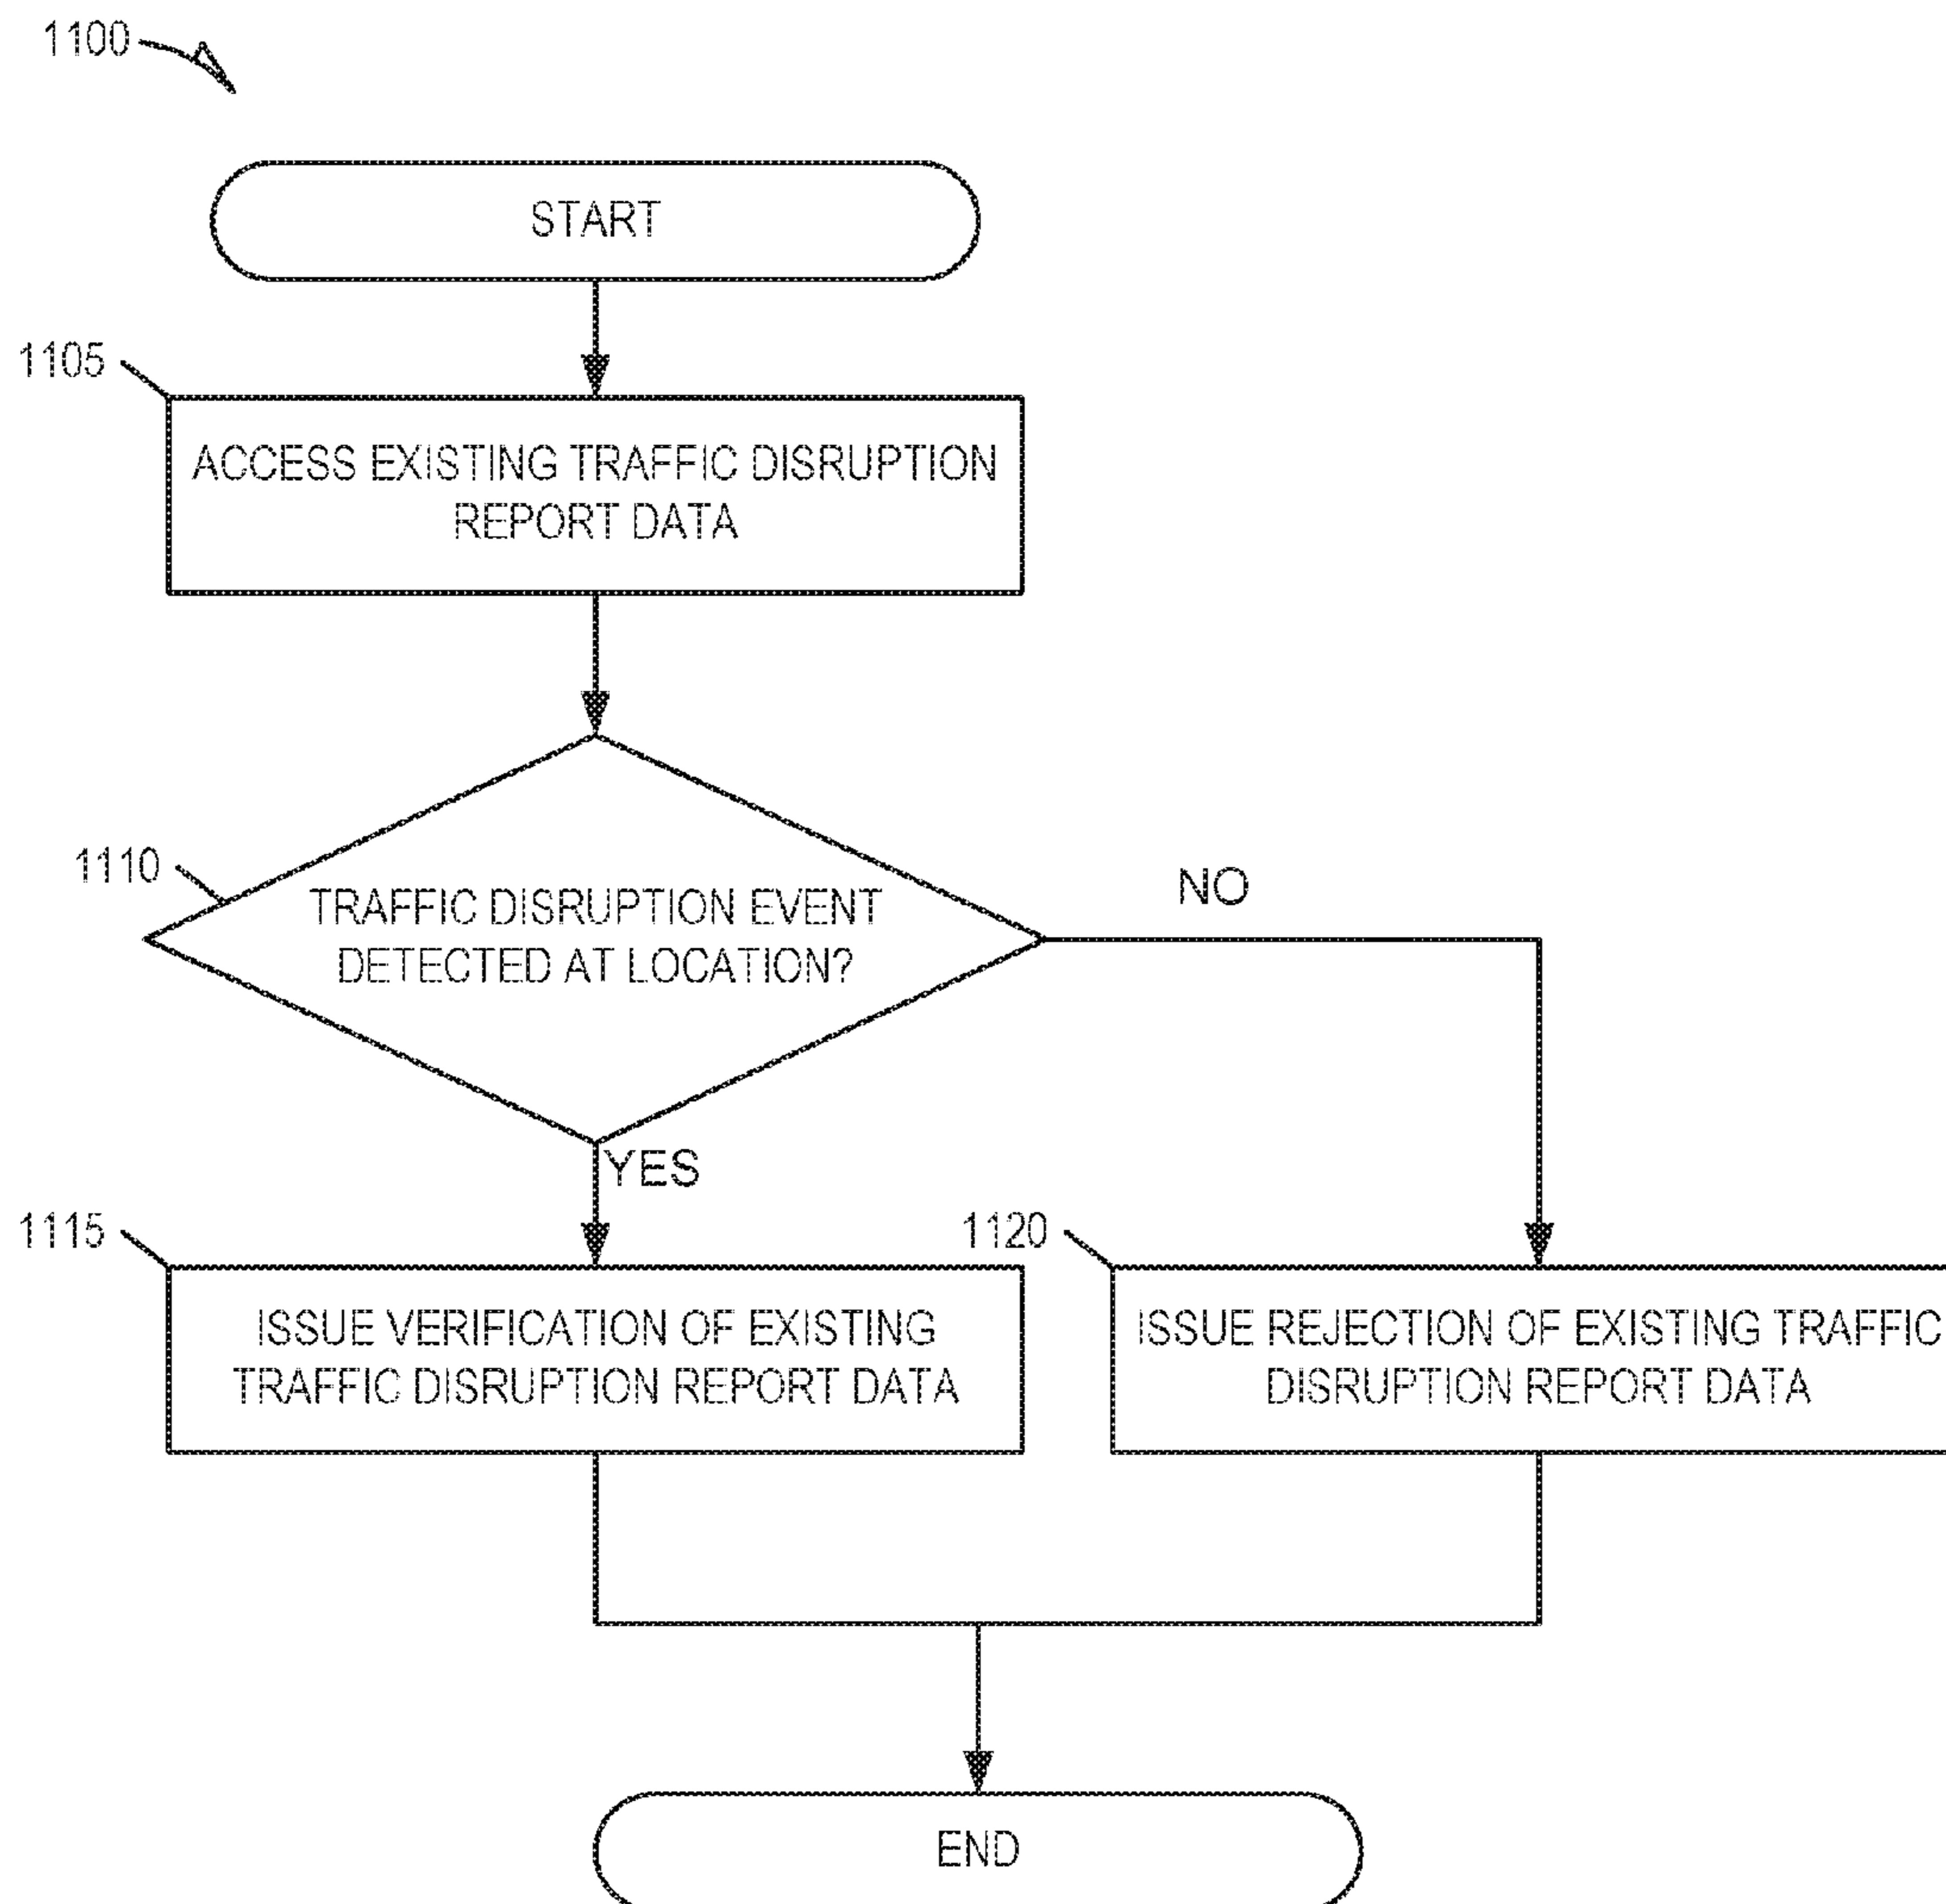 1100
START
1105
ACCESS EXISTING TRAFFIC DISRUPTION
REPORT DATA
1110
TRAFFIC DISRUPTION EVENT
DETECTED AT LOCATION?
NO
YES
1115
ISSUE VERIFICATION OF EXISTING
TRAFFIC DISRUPTION REPORT DATA
1120
ISSUE REJECTION OF EXISTING TRAFFIC
DISRUPTION REPORT DATA
END